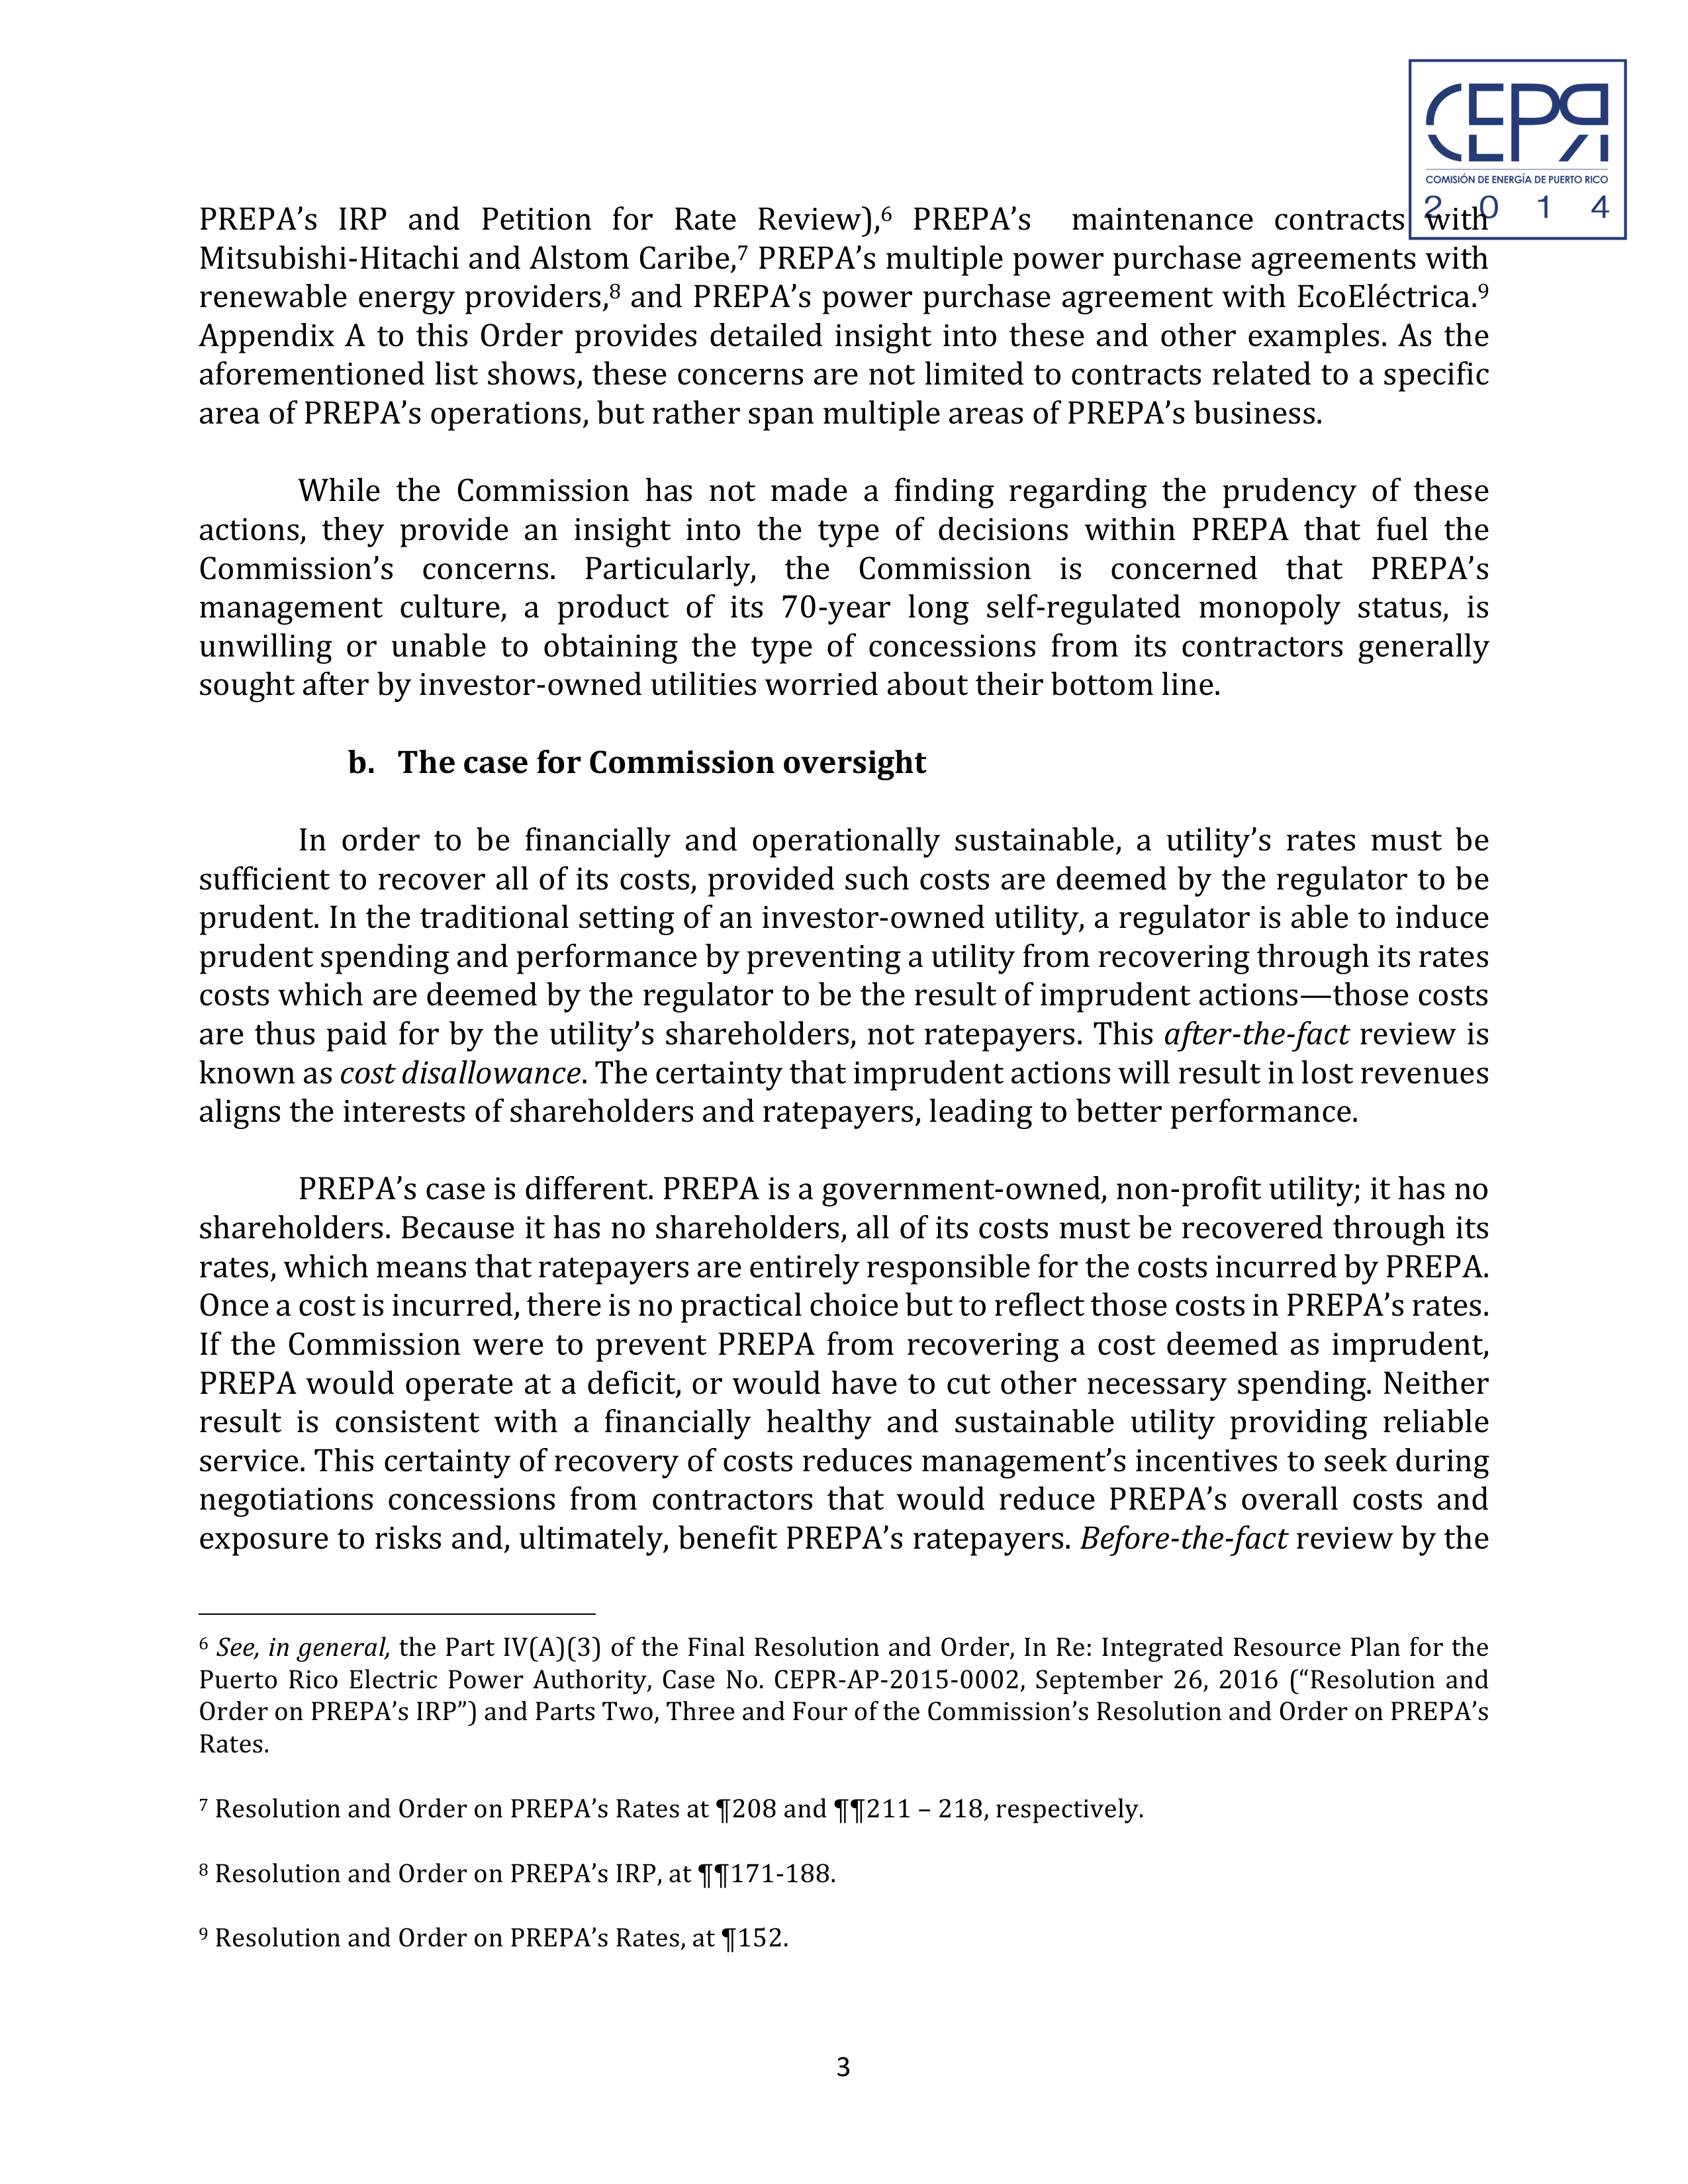 CEPR
COMISIÓN DE ENERGÍA DE PUERTO RICO
2 0 1 4
PREPA’s IRP and Petition for Rate Review),⁶ PREPA’s maintenance contracts with
Mitsubishi-Hitachi and Alstom Caribe,⁷ PREPA’s multiple power purchase agreements with
renewable energy providers,⁸ and PREPA’s power purchase agreement with EcoEléctrica.⁹
Appendix A to this Order provides detailed insight into these and other examples. As the
aforementioned list shows, these concerns are not limited to contracts related to a specific
area of PREPA’s operations, but rather span multiple areas of PREPA’s business.
While the Commission has not made a finding regarding the prudency of these
actions, they provide an insight into the type of decisions within PREPA that fuel the
Commission’s concerns. Particularly, the Commission is concerned that PREPA’s
management culture, a product of its 70-year long self-regulated monopoly status, is
unwilling or unable to obtaining the type of concessions from its contractors generally
sought after by investor-owned utilities worried about their bottom line.
b. The case for Commission oversight
In order to be financially and operationally sustainable, a utility’s rates must be
sufficient to recover all of its costs, provided such costs are deemed by the regulator to be
prudent. In the traditional setting of an investor-owned utility, a regulator is able to induce
prudent spending and performance by preventing a utility from recovering through its rates
costs which are deemed by the regulator to be the result of imprudent actions—those costs
are thus paid for by the utility’s shareholders, not ratepayers. This after-the-fact review is
known as cost disallowance. The certainty that imprudent actions will result in lost revenues
aligns the interests of shareholders and ratepayers, leading to better performance.
PREPA’s case is different. PREPA is a government-owned, non-profit utility; it has no
shareholders. Because it has no shareholders, all of its costs must be recovered through its
rates, which means that ratepayers are entirely responsible for the costs incurred by PREPA.
Once a cost is incurred, there is no practical choice but to reflect those costs in PREPA’s rates.
If the Commission were to prevent PREPA from recovering a cost deemed as imprudent,
PREPA would operate at a deficit, or would have to cut other necessary spending. Neither
result is consistent with a financially healthy and sustainable utility providing reliable
service. This certainty of recovery of costs reduces management’s incentives to seek during
negotiations concessions from contractors that would reduce PREPA’s overall costs and
exposure to risks and, ultimately, benefit PREPA’s ratepayers. Before-the-fact review by the
⁶ See, in general, the Part IV(A)(3) of the Final Resolution and Order, In Re: Integrated Resource Plan for the
Puerto Rico Electric Power Authority, Case No. CEPR-AP-2015-0002, September 26, 2016 (“Resolution and
Order on PREPA’s IRP”) and Parts Two, Three and Four of the Commission’s Resolution and Order on PREPA’s
Rates.
⁷ Resolution and Order on PREPA’s Rates at ¶208 and ¶¶211 – 218, respectively.
⁸ Resolution and Order on PREPA’s IRP, at ¶¶171-188.
⁹ Resolution and Order on PREPA’s Rates, at ¶152.
3